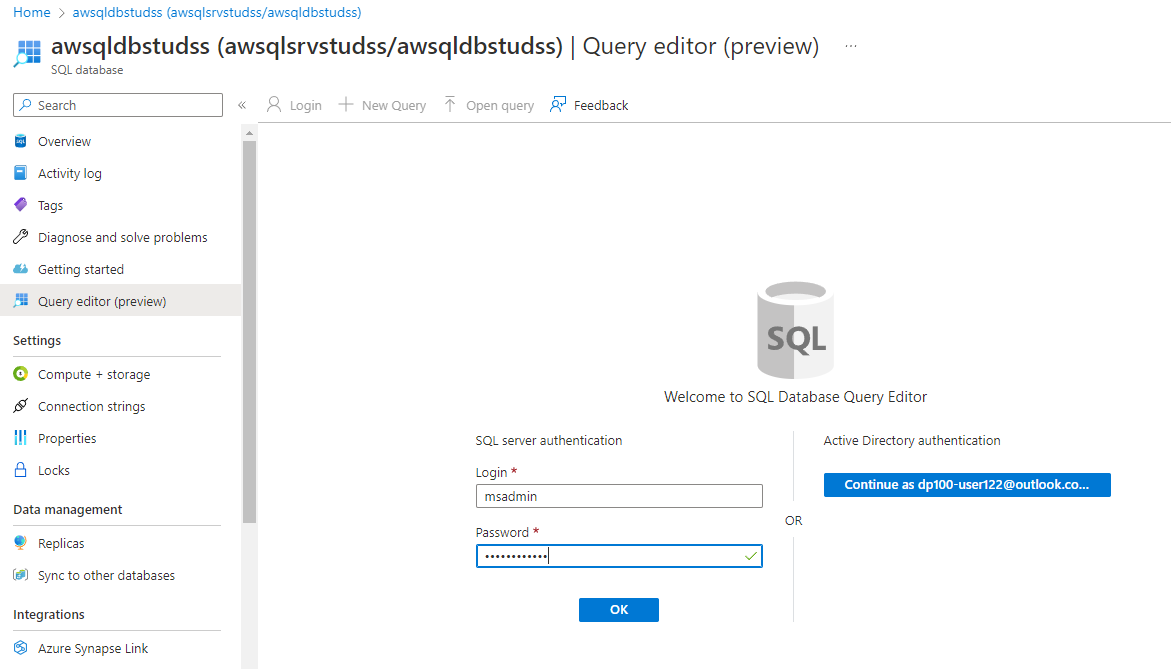 Home > awsqldbstudss (awsqlsrvstudss/awsqldbstudss)
awsqldbstudss (awsqlsrvstudss/awsqldbstudss) | Query editor (preview) ...
SQL database
Search
«
Login
New Query
Open query
Feedback
Overview
Activity log
Tags
Diagnose and solve problems
Getting started
Query editor (preview)
Settings
Compute + storage
Connection strings
Properties
Locks
Data management
Replicas
Sync to other databases
Integrations
Azure Synapse Link
SQL
Welcome to SQL Database Query Editor
SQL server authentication
Login *
msadmin
Password *
••••••••••••
OK
OR
Active Directory authentication
Continue as dp100-user122@outlook.co...